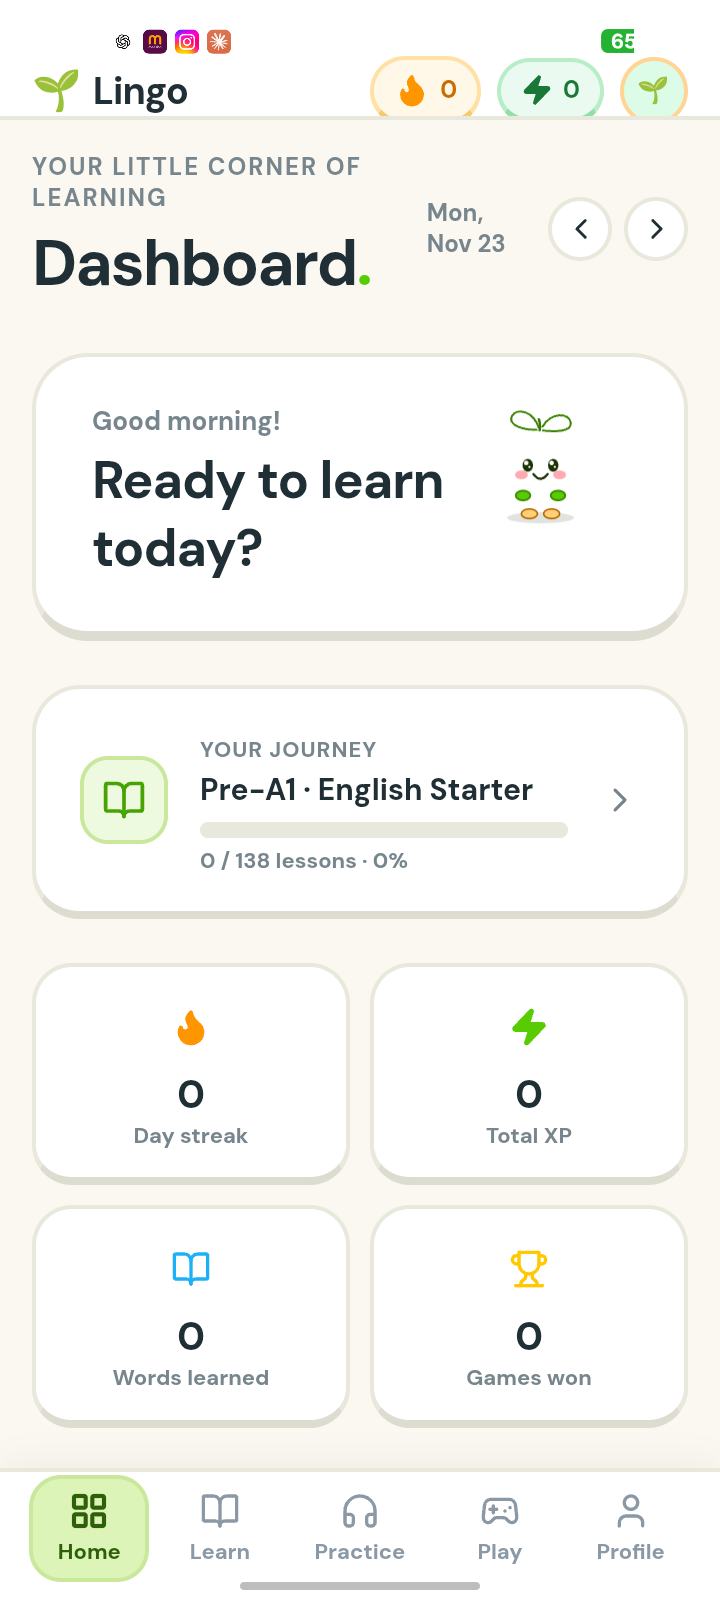 65
Lingo
0
0
YOUR LITTLE CORNER OF
LEARNING
Dashboard.
Mon,
Nov 23
Good morning!
Ready to learn
today?
YOUR JOURNEY
Pre-A1 · English Starter
0 / 138 lessons · 0%
0
Day streak
0
Total XP
0
Words learned
0
Games won
Home
Learn
Practice
Play
Profile